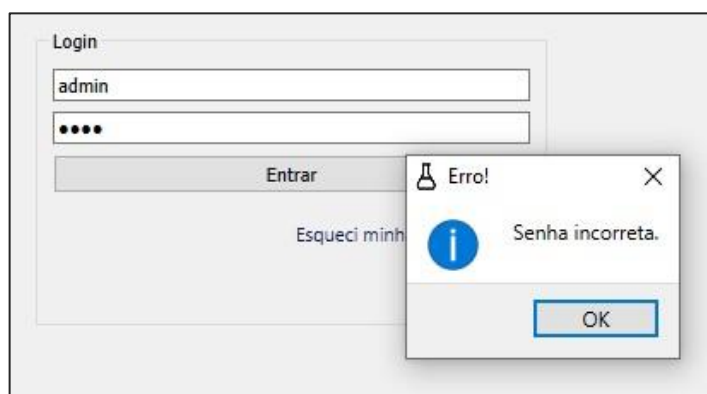 Login
admin
••••
Entrar
Esqueci minh
Erro!
Senha incorreta.
OK